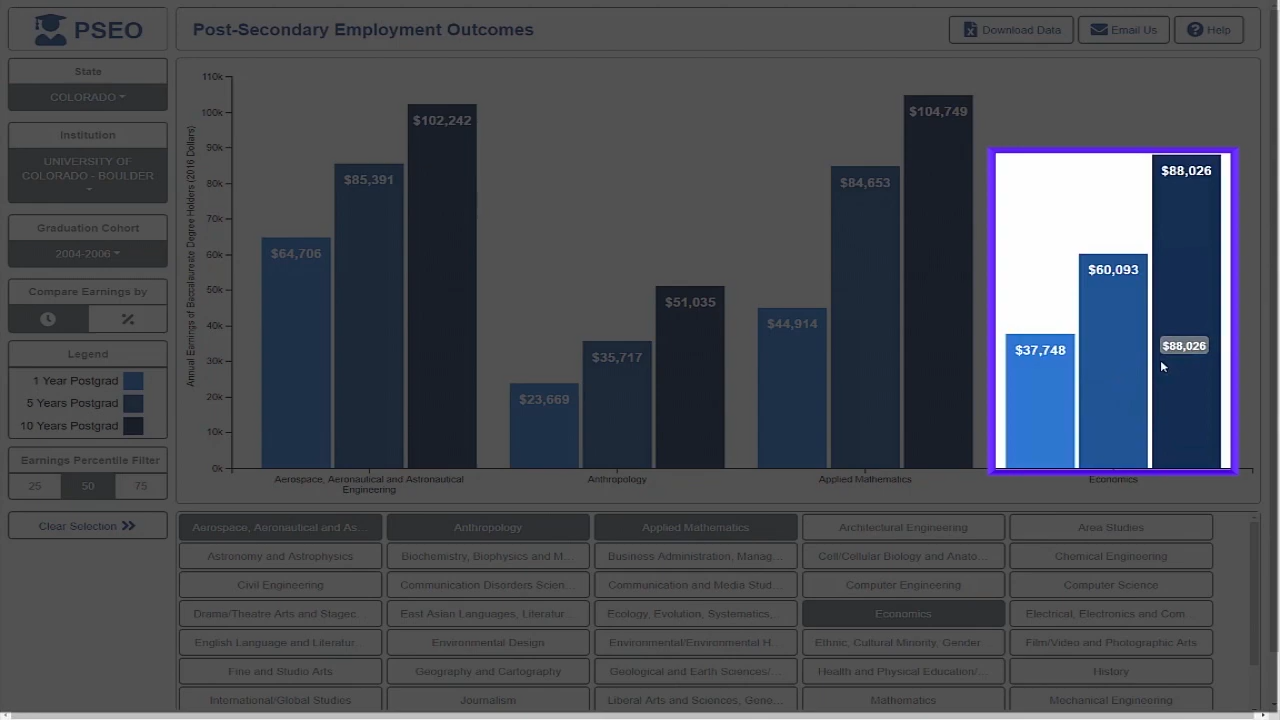 PSEO
Post-Secondary Employment Outcomes
Download Data
Email Us
Help
State
COLORADO
Institution
UNIVERSITY OF
COLORADO - BOULDER
Graduation Cohort
2004-2006
Compare Earnings by
%
Legend
1 Year Postgrad
5 Years Postgrad
10 Years Postgrad
Earnings Percentile Filter
25 50 75
Clear Selection
Annual Earnings of Baccalaureate Degree Holders (2016 Dollars)
110k
100k
90k
80k
70k
60k
50k
40k
30k
20k
10k
0k
$64,706
$85,391
$102,242
$23,669
$35,717
$51,035
$44,914
$84,653
$104,749
$37,748
$60,093
$88,026
$88,026
Aerospace, Aeronautical and Astronautical
Engineering
Anthropology
Applied Mathematics
Economics
Aerospace, Aeronautical and As... Anthropology Applied Mathematics Architectural Engineering Area Studies
Astronomy and Astrophysics Biochemistry, Biophysics and M... Business Administration, Manag... Cell/Cellular Biology and Anato... Chemical Engineering
Civil Engineering Communication Disorders Scien... Communication and Media Stud... Computer Engineering Computer Science
Drama/Theatre Arts and Stagec... East Asian Languages, Literatur... Ecology, Evolution, Systematics, ... Economics Electrical, Electronics and Com...
English Language and Literatur... Environmental Design Environmental/Environmental H... Ethnic, Cultural Minority, Gender... Film/Video and Photographic Arts
Fine and Studio Arts Geography and Cartography Geological and Earth Sciences/... Health and Physical Education/... History
International/Global Studies Journalism Liberal Arts and Sciences, Gene... Mathematics Mechanical Engineering